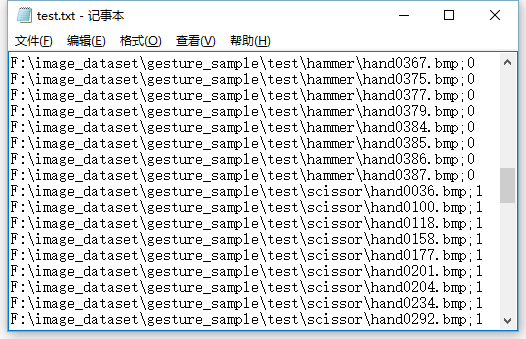 test.txt - 记事本
文件(F) 编辑(E) 格式(O) 查看(V) 帮助(H)
F:\image_dataset\gesture_sample\test\hammer\hand0367.bmp;0
F:\image_dataset\gesture_sample\test\hammer\hand0375.bmp;0
F:\image_dataset\gesture_sample\test\hammer\hand0377.bmp;0
F:\image_dataset\gesture_sample\test\hammer\hand0379.bmp;0
F:\image_dataset\gesture_sample\test\hammer\hand0384.bmp;0
F:\image_dataset\gesture_sample\test\hammer\hand0385.bmp;0
F:\image_dataset\gesture_sample\test\hammer\hand0386.bmp;0
F:\image_dataset\gesture_sample\test\hammer\hand0387.bmp;0
F:\image_dataset\gesture_sample\test\scissor\hand0036.bmp;1
F:\image_dataset\gesture_sample\test\scissor\hand0100.bmp;1
F:\image_dataset\gesture_sample\test\scissor\hand0118.bmp;1
F:\image_dataset\gesture_sample\test\scissor\hand0158.bmp;1
F:\image_dataset\gesture_sample\test\scissor\hand0177.bmp;1
F:\image_dataset\gesture_sample\test\scissor\hand0201.bmp;1
F:\image_dataset\gesture_sample\test\scissor\hand0204.bmp;1
F:\image_dataset\gesture_sample\test\scissor\hand0234.bmp;1
F:\image_dataset\gesture_sample\test\scissor\hand0292.bmp;1